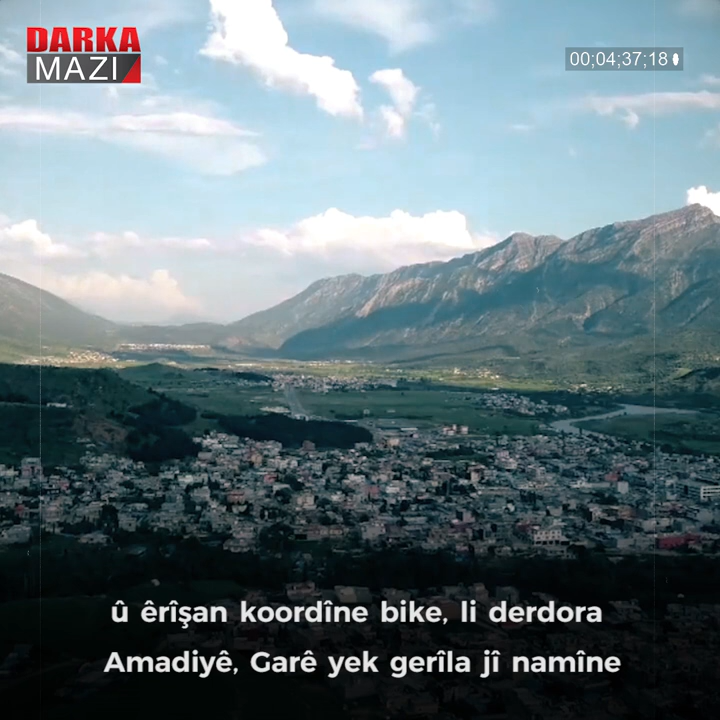 DARKA
MAZI
00;04;37;18
û êrîşan koordîne bike, li derdora
Amadiyê, Garê yek gerîla jî namîne